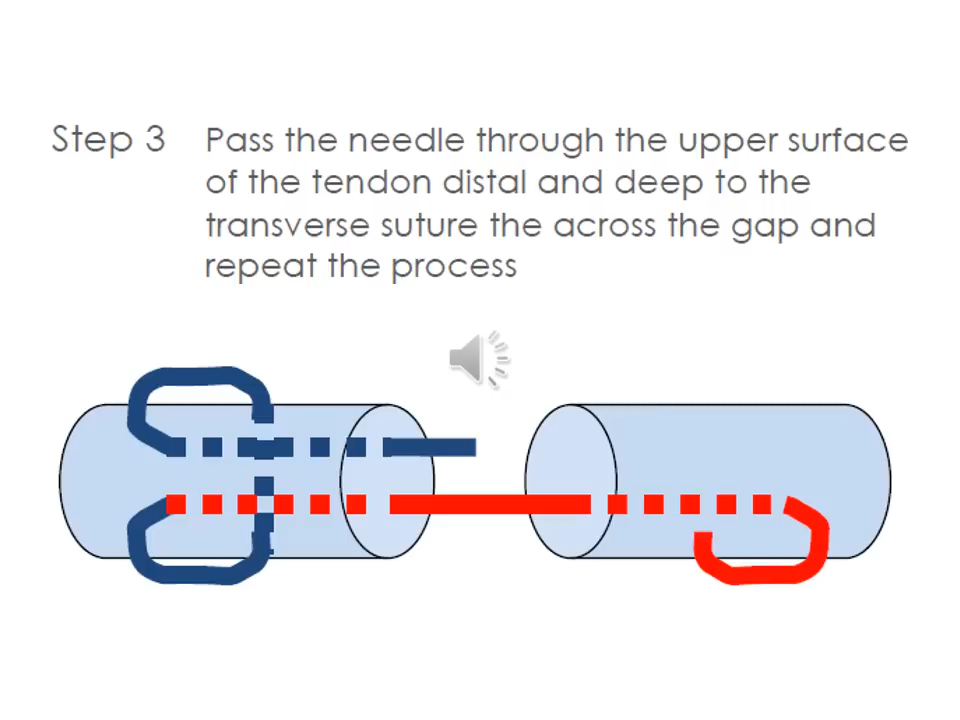 Step 3 Pass the needle through the upper surface
of the tendon distal and deep to the
transverse suture the across the gap and
repeat the process